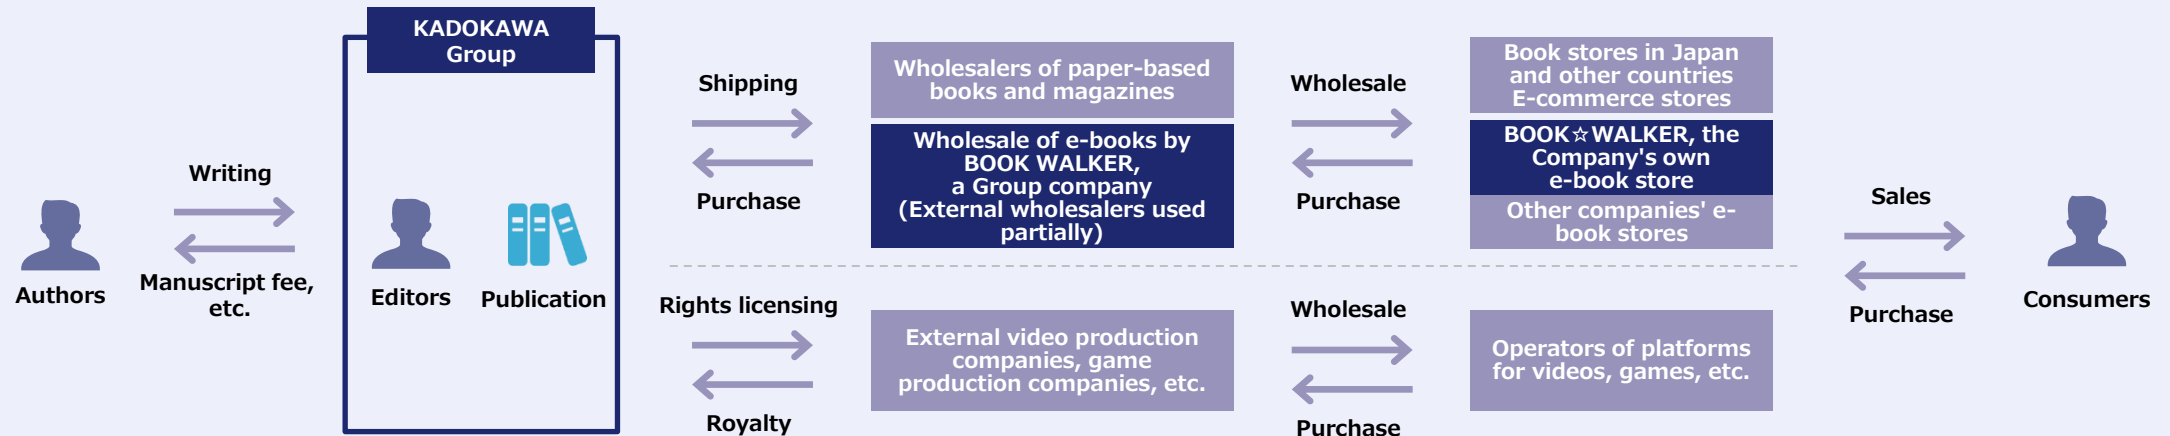 KADOKAWA
Group
Authors
Writing
Manuscript fee,
etc.
Editors
Publication
Shipping
Purchase
Wholesalers of paper-based
books and magazines
Wholesale of e-books by
BOOK WALKER,
a Group company
(External wholesalers used
partially)
Wholesale
Purchase
Book stores in Japan
and other countries
E-commerce stores
BOOK☆WALKER, the
Company's own
e-book store
Other companies' e-
book stores
Rights licensing
Royalty
External video production
companies, game
production companies, etc.
Wholesale
Purchase
Operators of platforms
for videos, games, etc.
Sales
Purchase
Consumers